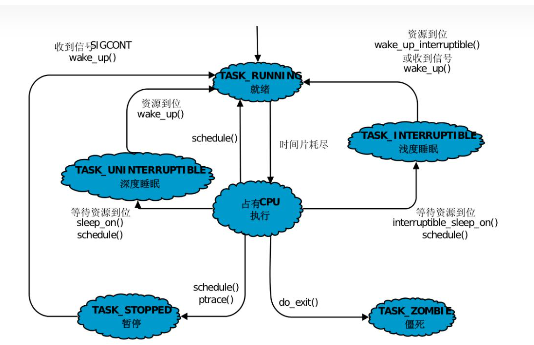 收到信号SIGCONT
wake_up()
资源到位
wake_up_interruptible()
或收到信号
wake_up()
TASK_RUNNING
就绪
资源到位
wake_up()
schedule()
时间片耗尽
TASK_INTERRUPTIBLE
浅度睡眠
TASK_UNINTERRUPTIBLE
深度睡眠
占有CPU
执行
等待资源到位
sleep_on()
schedule()
等待资源到位
interruptible_sleep_on()
schedule()
schedule()
ptrace()
do_exit()
TASK_STOPPED
暂停
TASK_ZOMBIE
僵死